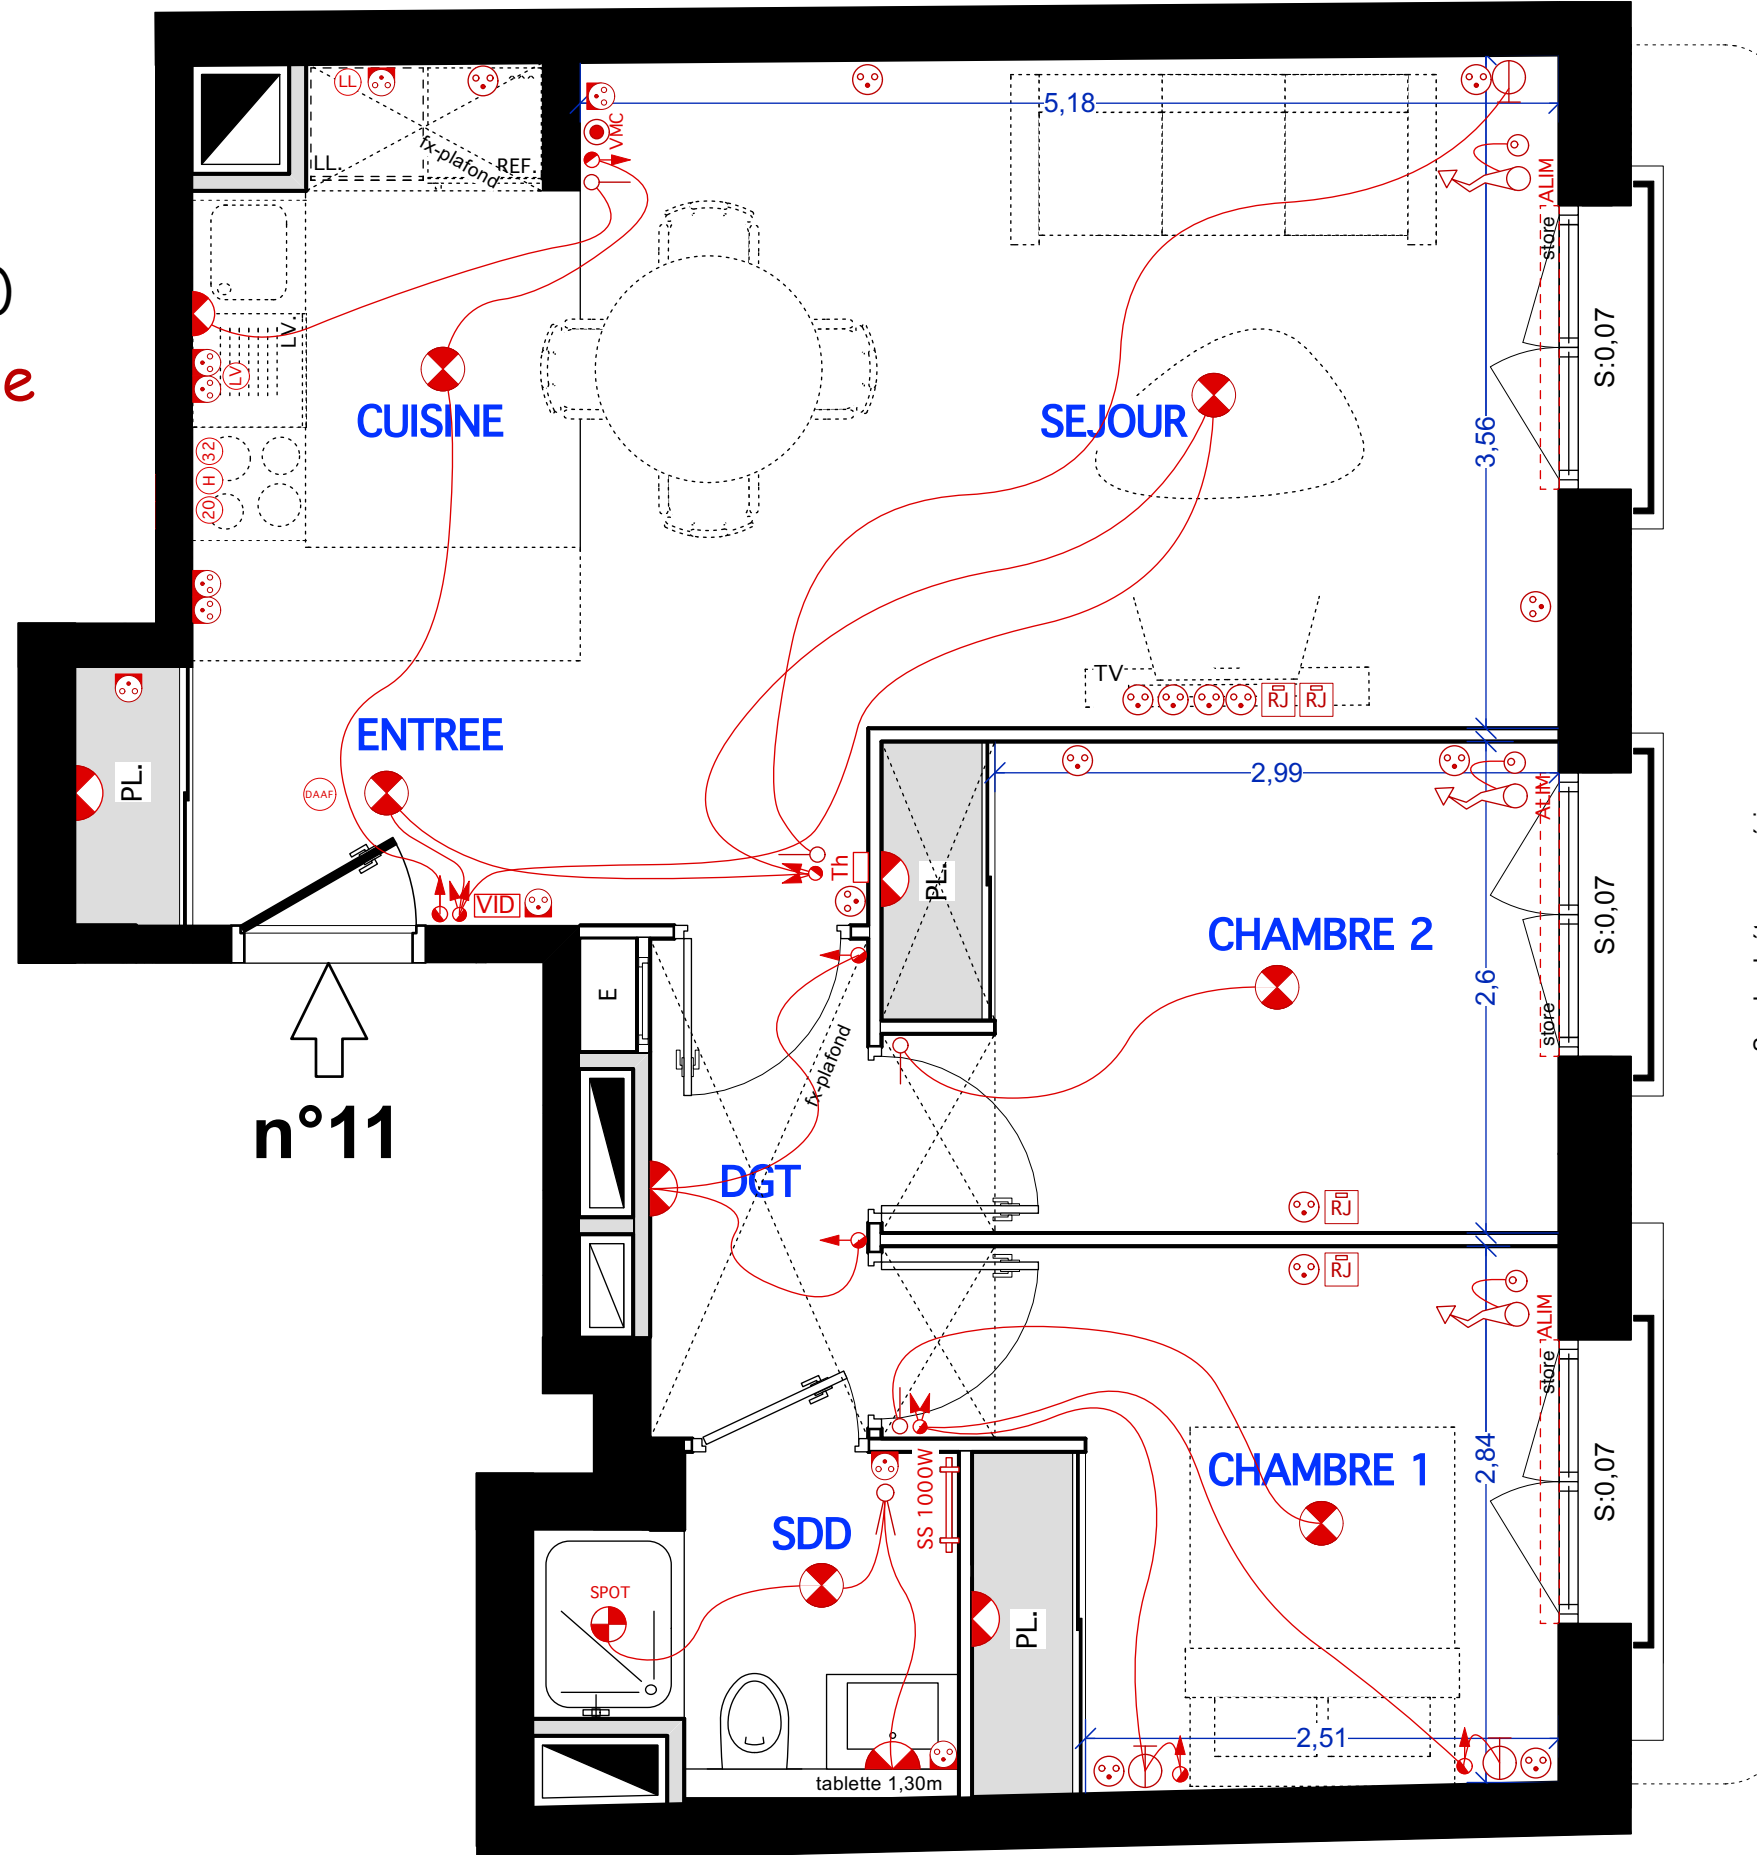 LL
LL.
fx-plafond
REF.
VMC
5,18
ALIM
store
S:0,07
e
LV.
LV
CUISINE
SEJOUR
3,56
32
H
20
TV
RJ
RJ
ENTREE
PL.
DAAF
VID
Th
PL.
2,99
ALIM
CHAMBRE 2
S:0,07
2,6
store
E
fx-plafond
n°11
DGT
RJ
RJ
ALIM
store
SS 1000W
CHAMBRE 1
2,84
S:0,07
SDD
SPOT
PL.
2,51
tablette 1,30m